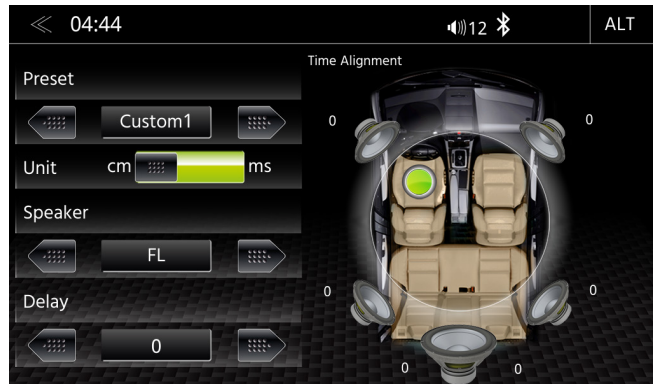 04:44
12
ALT
Time Alignment
Preset
Custom1
0
0
Unit
cm
ms
Speaker
FL
Delay
0
0
0
0
0